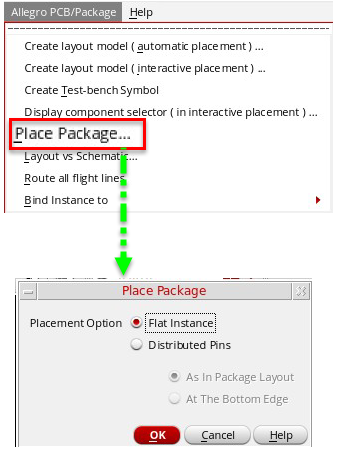 Allegro PCB/Package Help
Create layout model ( automatic placement ) ...
Create layout model ( interactive placement ) ...
Create Test-bench Symbol
Display component selector ( in interactive placement ) ...
Place Package...
Layout vs Schematic...
Route all flight lines
Bind Instance to
Place Package
Placement Option Flat Instance
Distributed Pins
As In Package Layout
At The Bottom Edge
OK Cancel Help